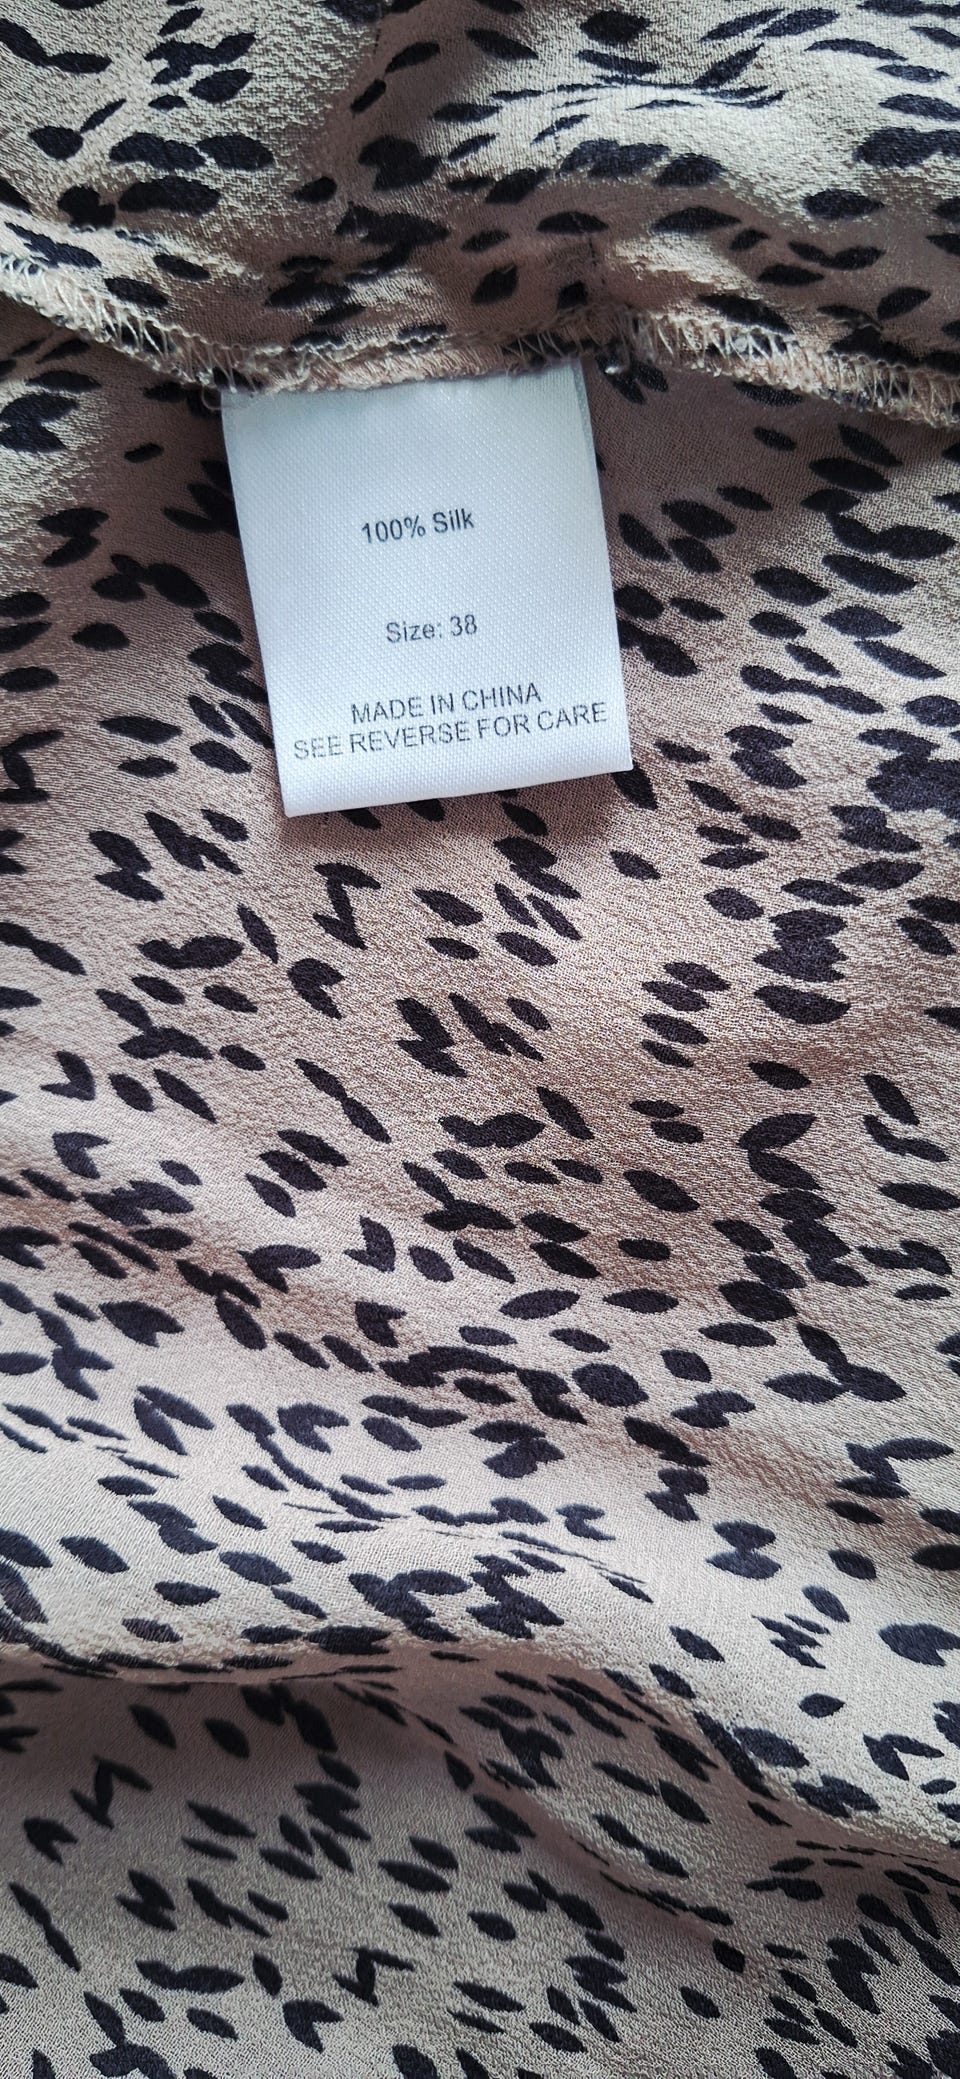 100% Silk
Size: 38
MADE IN CHINA
SEE REVERSE FOR CARE